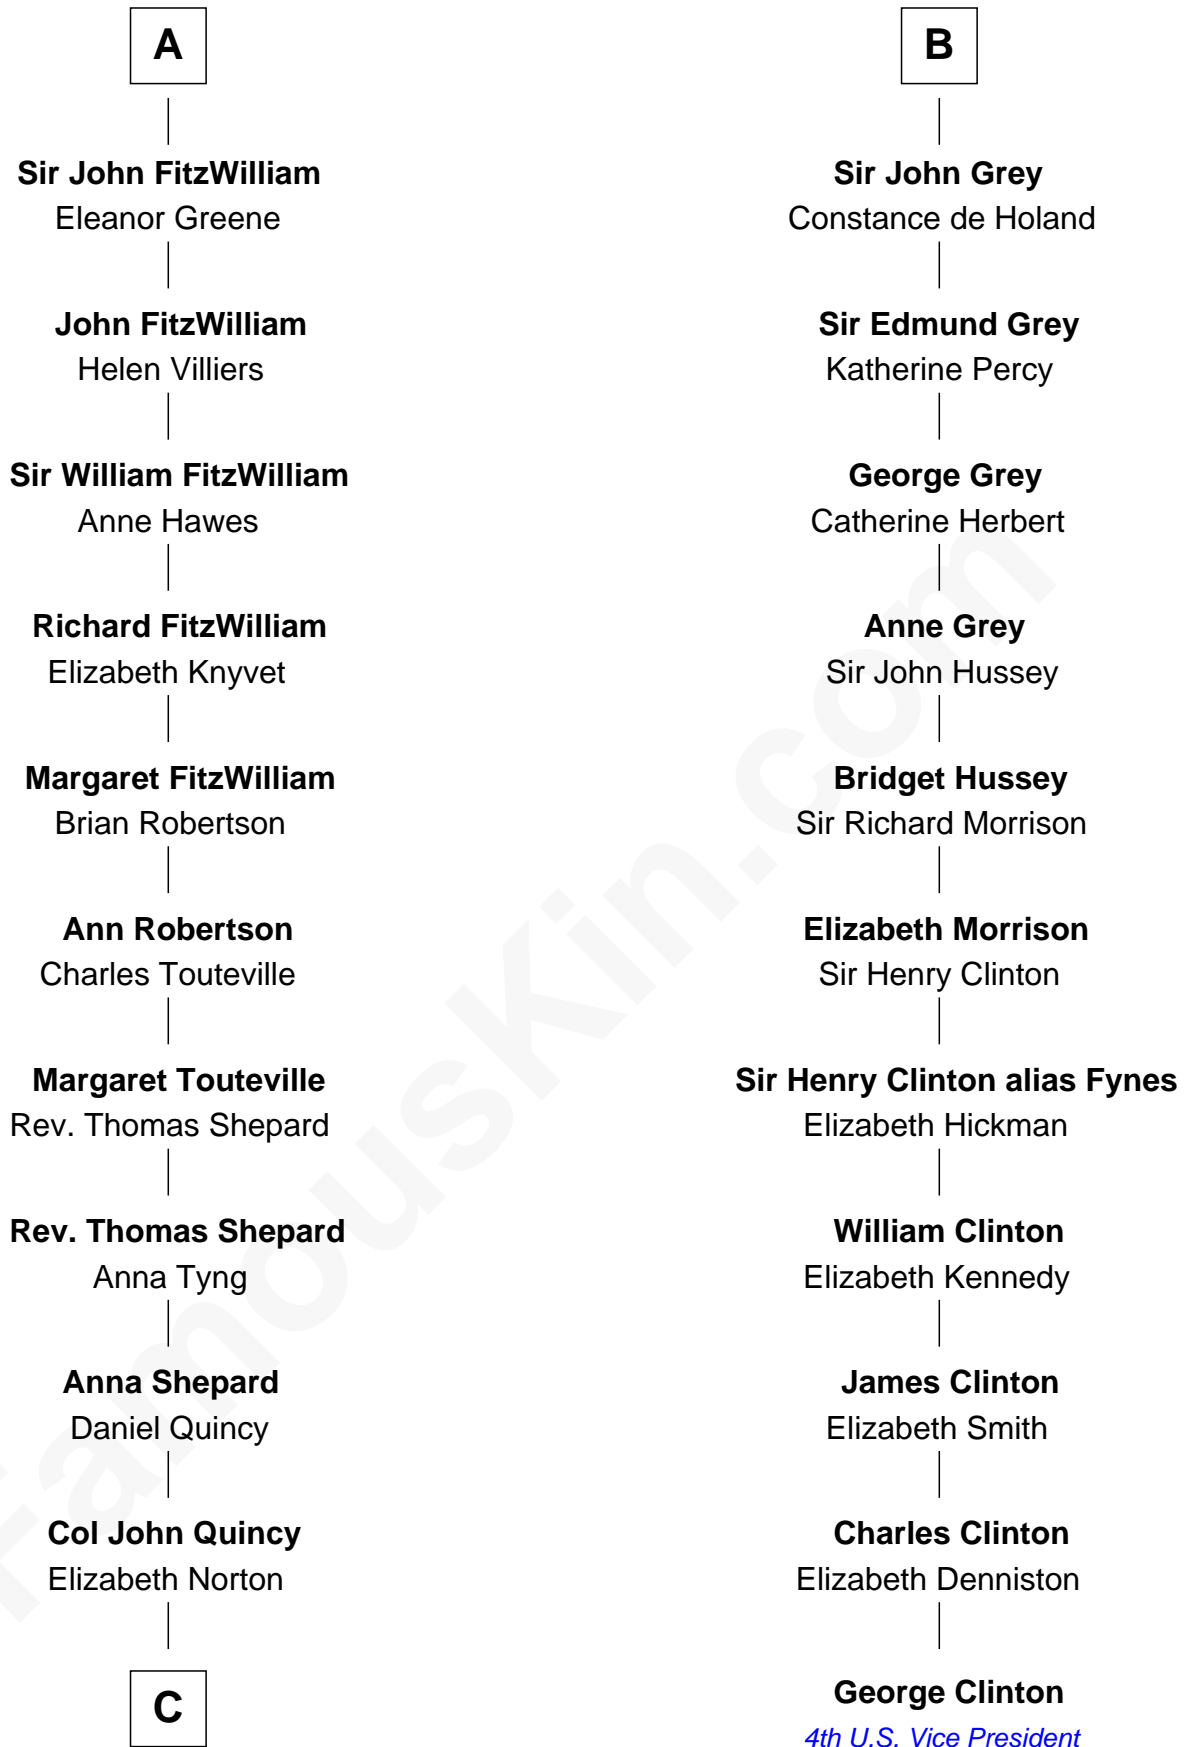 A
Sir John FitzWilliam
Eleanor Greene
John FitzWilliam
Helen Villiers
Sir William FitzWilliam
Anne Hawes
Richard FitzWilliam
Elizabeth Knyvet
Margaret FitzWilliam
Brian Robertson
Ann Robertson
Charles Touteville
Margaret Touteville
Rev. Thomas Shepard
Rev. Thomas Shepard
Anna Tyng
Anna Shepard
Daniel Quincy
Col John Quincy
Elizabeth Norton
C
B
Sir John Grey
Constance de Holand
Sir Edmund Grey
Katherine Percy
George Grey
Catherine Herbert
Anne Grey
Sir John Hussey
Bridget Hussey
Sir Richard Morrison
Elizabeth Morrison
Sir Henry Clinton
Sir Henry Clinton alias Fynes
Elizabeth Hickman
William Clinton
Elizabeth Kennedy
James Clinton
Elizabeth Smith
Charles Clinton
Elizabeth Denniston
George Clinton
4th U.S. Vice President
FamousKin.com